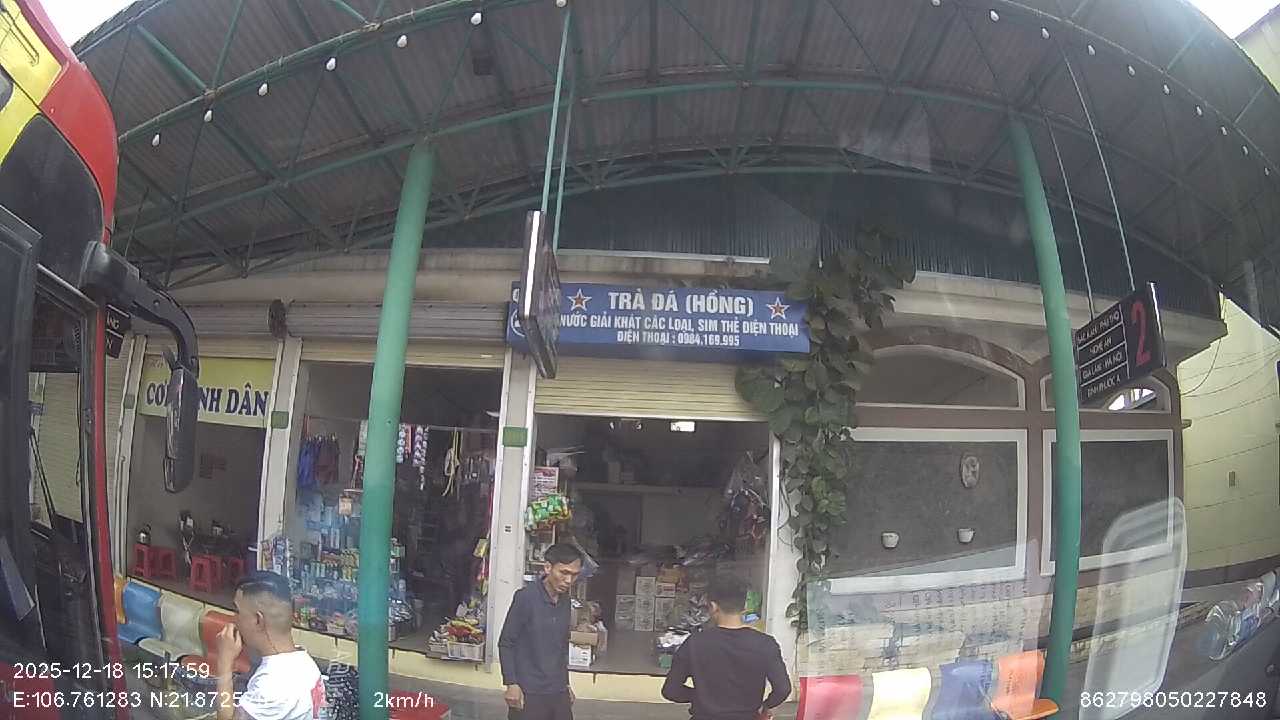 TRÀ ĐÁ (HỒNG)
NƯỚC GIẢI KHÁT CÁC LOẠI, SIM THẺ ĐIỆN THOẠI
ĐIỆN THOẠI : 0984.169.995
NH DÂN
NGHỆ AN
2
2025-12-18 15:17:59
E:106.761283 N:21.8725
2km/h
862798050227848